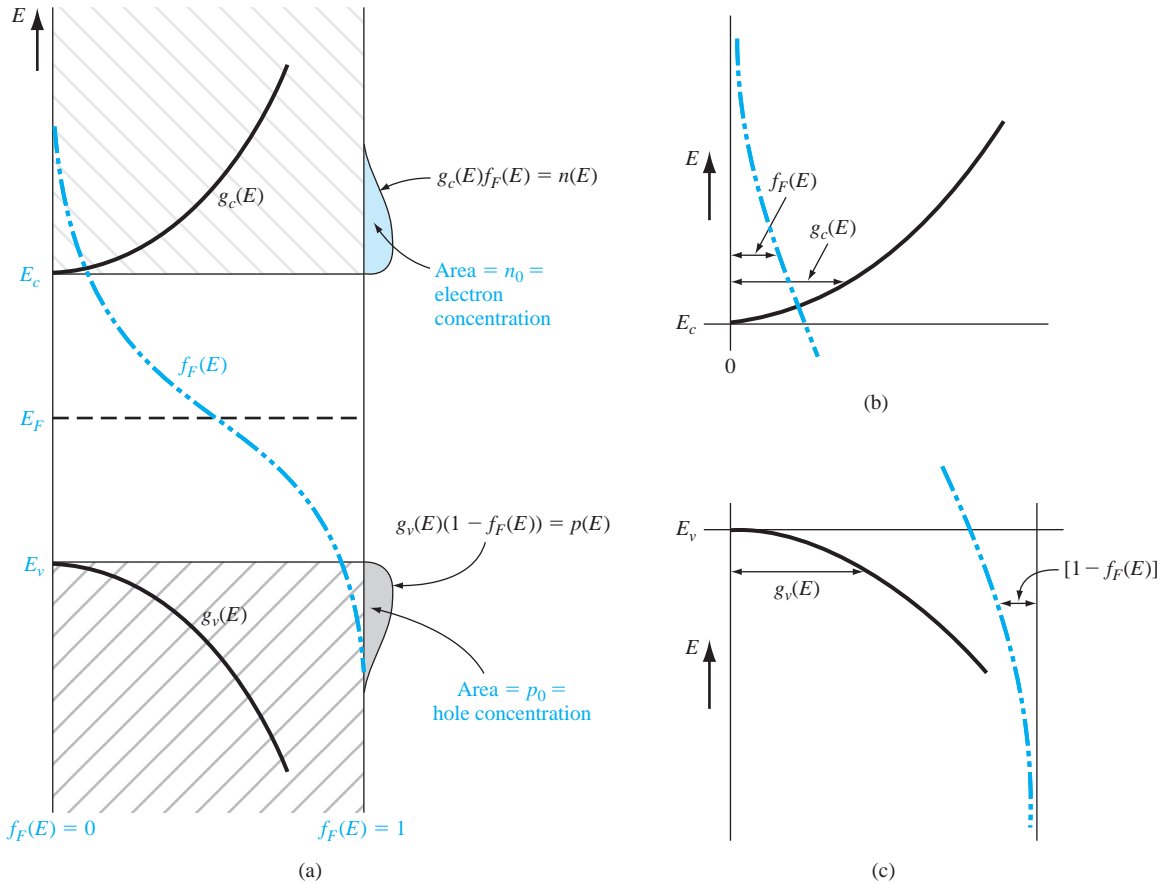 E
g_c(E)
g_c(E)f_F(E) = n(E)
E_c
Area = n_0 =
electron
concentration
f_F(E)
E_F
g_v(E)(1 − f_F(E)) = p(E)
E_v
g_v(E)
Area = p_0 =
hole concentration
f_F(E) = 0
f_F(E) = 1
(a)
E
f_F(E)
g_c(E)
E_c
0
(b)
E_v
[1 − f_F(E)]
g_v(E)
E
(c)